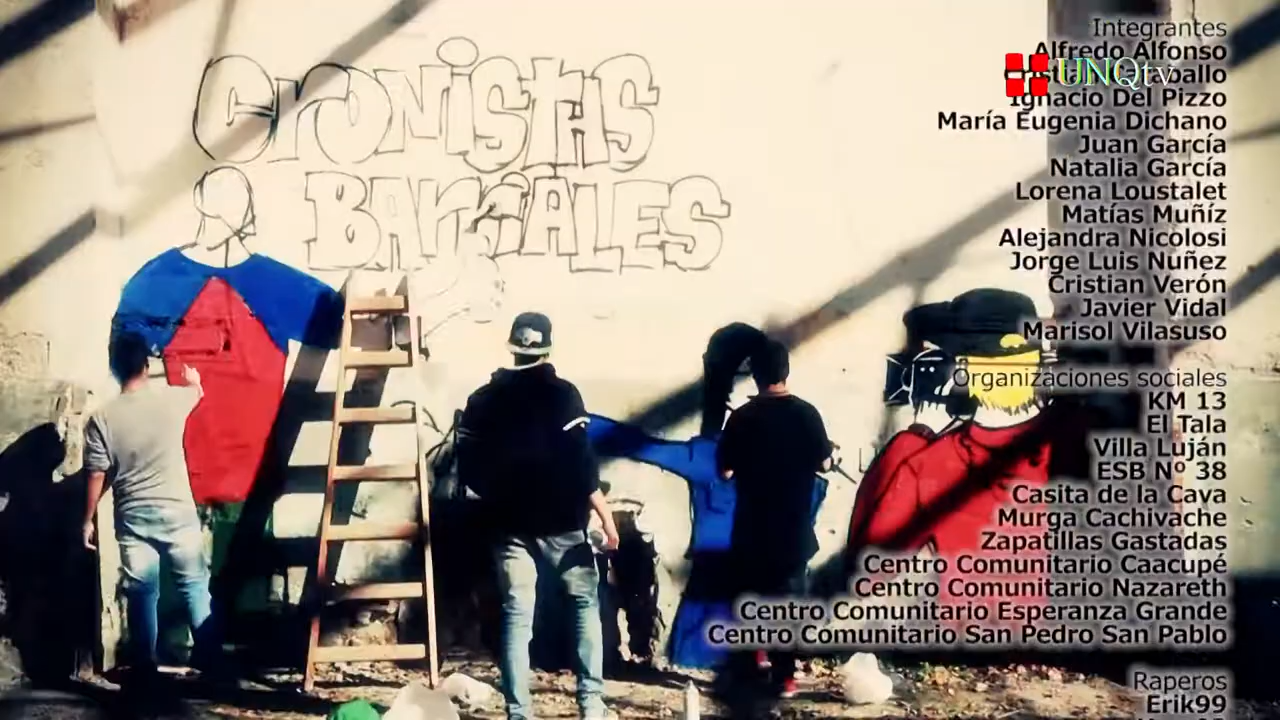 CroNisTAS
BArriALES
UNQtv
Integrantes
Alfredo Alfonso
Ignacio Del Pizzo
María Eugenia Dichano
Juan García
Natalia García
Lorena Loustalet
Matías Muñíz
Alejandra Nicolosi
Jorge Luis Nuñez
Cristian Verón
Javier Vidal
Marisol Vilasuso
Organizaciones sociales
KM 13
El Tala
Villa Luján
ESB Nº 38
Casita de la Cava
Murga Cachivache
Zapatillas Gastadas
Centro Comunitario Caacupé
Centro Comunitario Nazareth
Centro Comunitario Esperanza Grande
Centro Comunitario San Pedro San Pablo
Raperos
Erik99